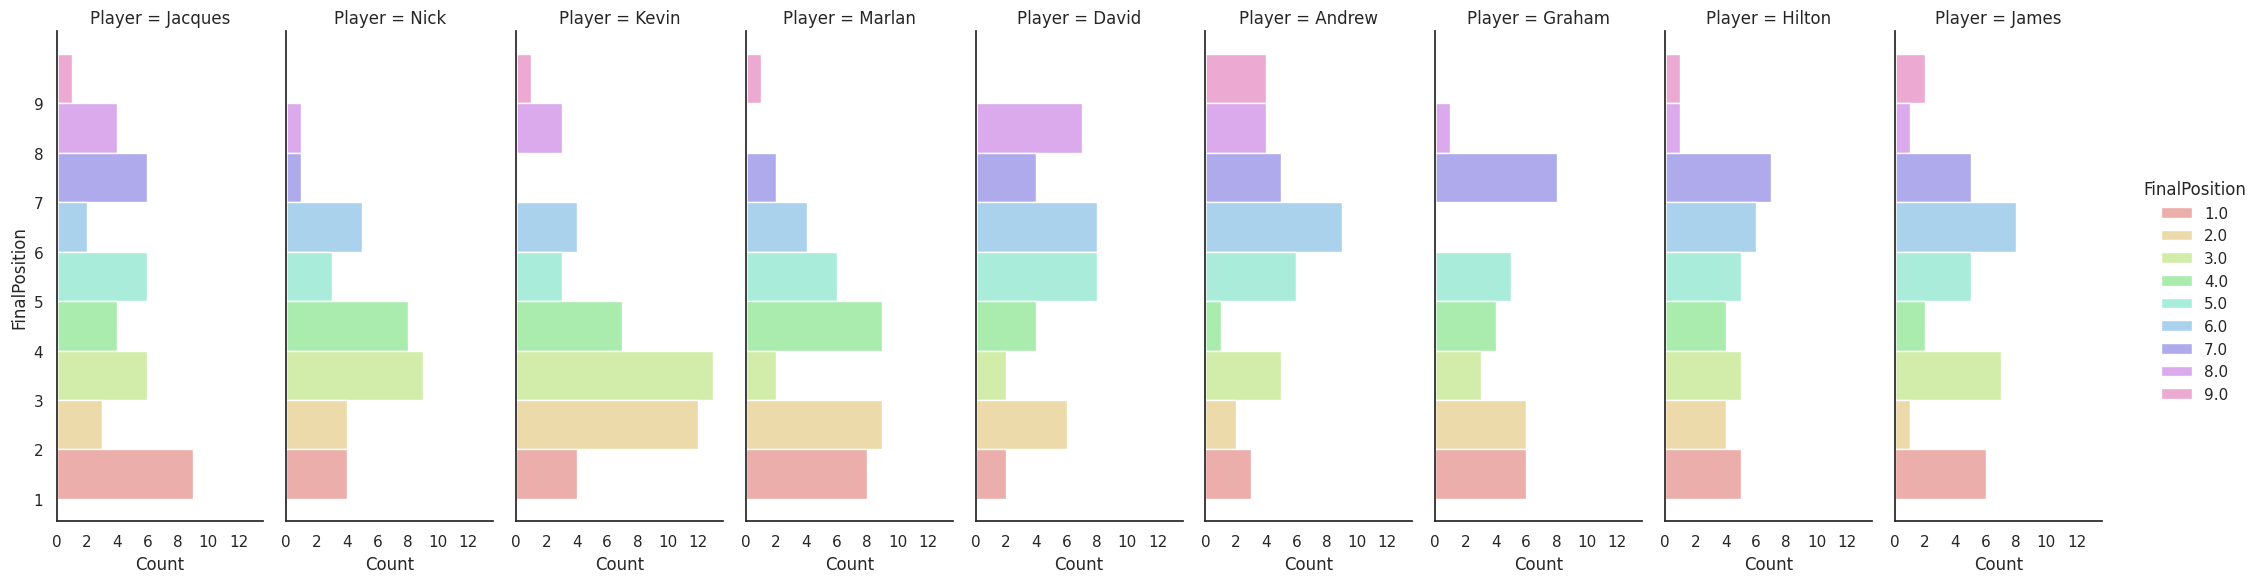 Player = Jacques
Player = Nick
Player = Kevin
Player = Marlan
Player = David
Player = Andrew
Player = Graham
Player = Hilton
Player = James
FinalPosition
9
8
7
6
5
4
3
2
1
0 2 4 6 8 10 12
0 2 4 6 8 10 12
0 2 4 6 8 10 12
0 2 4 6 8 10 12
0 2 4 6 8 10 12
0 2 4 6 8 10 12
0 2 4 6 8 10 12
0 2 4 6 8 10 12
0 2 4 6 8 10 12
Count
Count
Count
Count
Count
Count
Count
Count
Count
FinalPosition
1.0
2.0
3.0
4.0
5.0
6.0
7.0
8.0
9.0